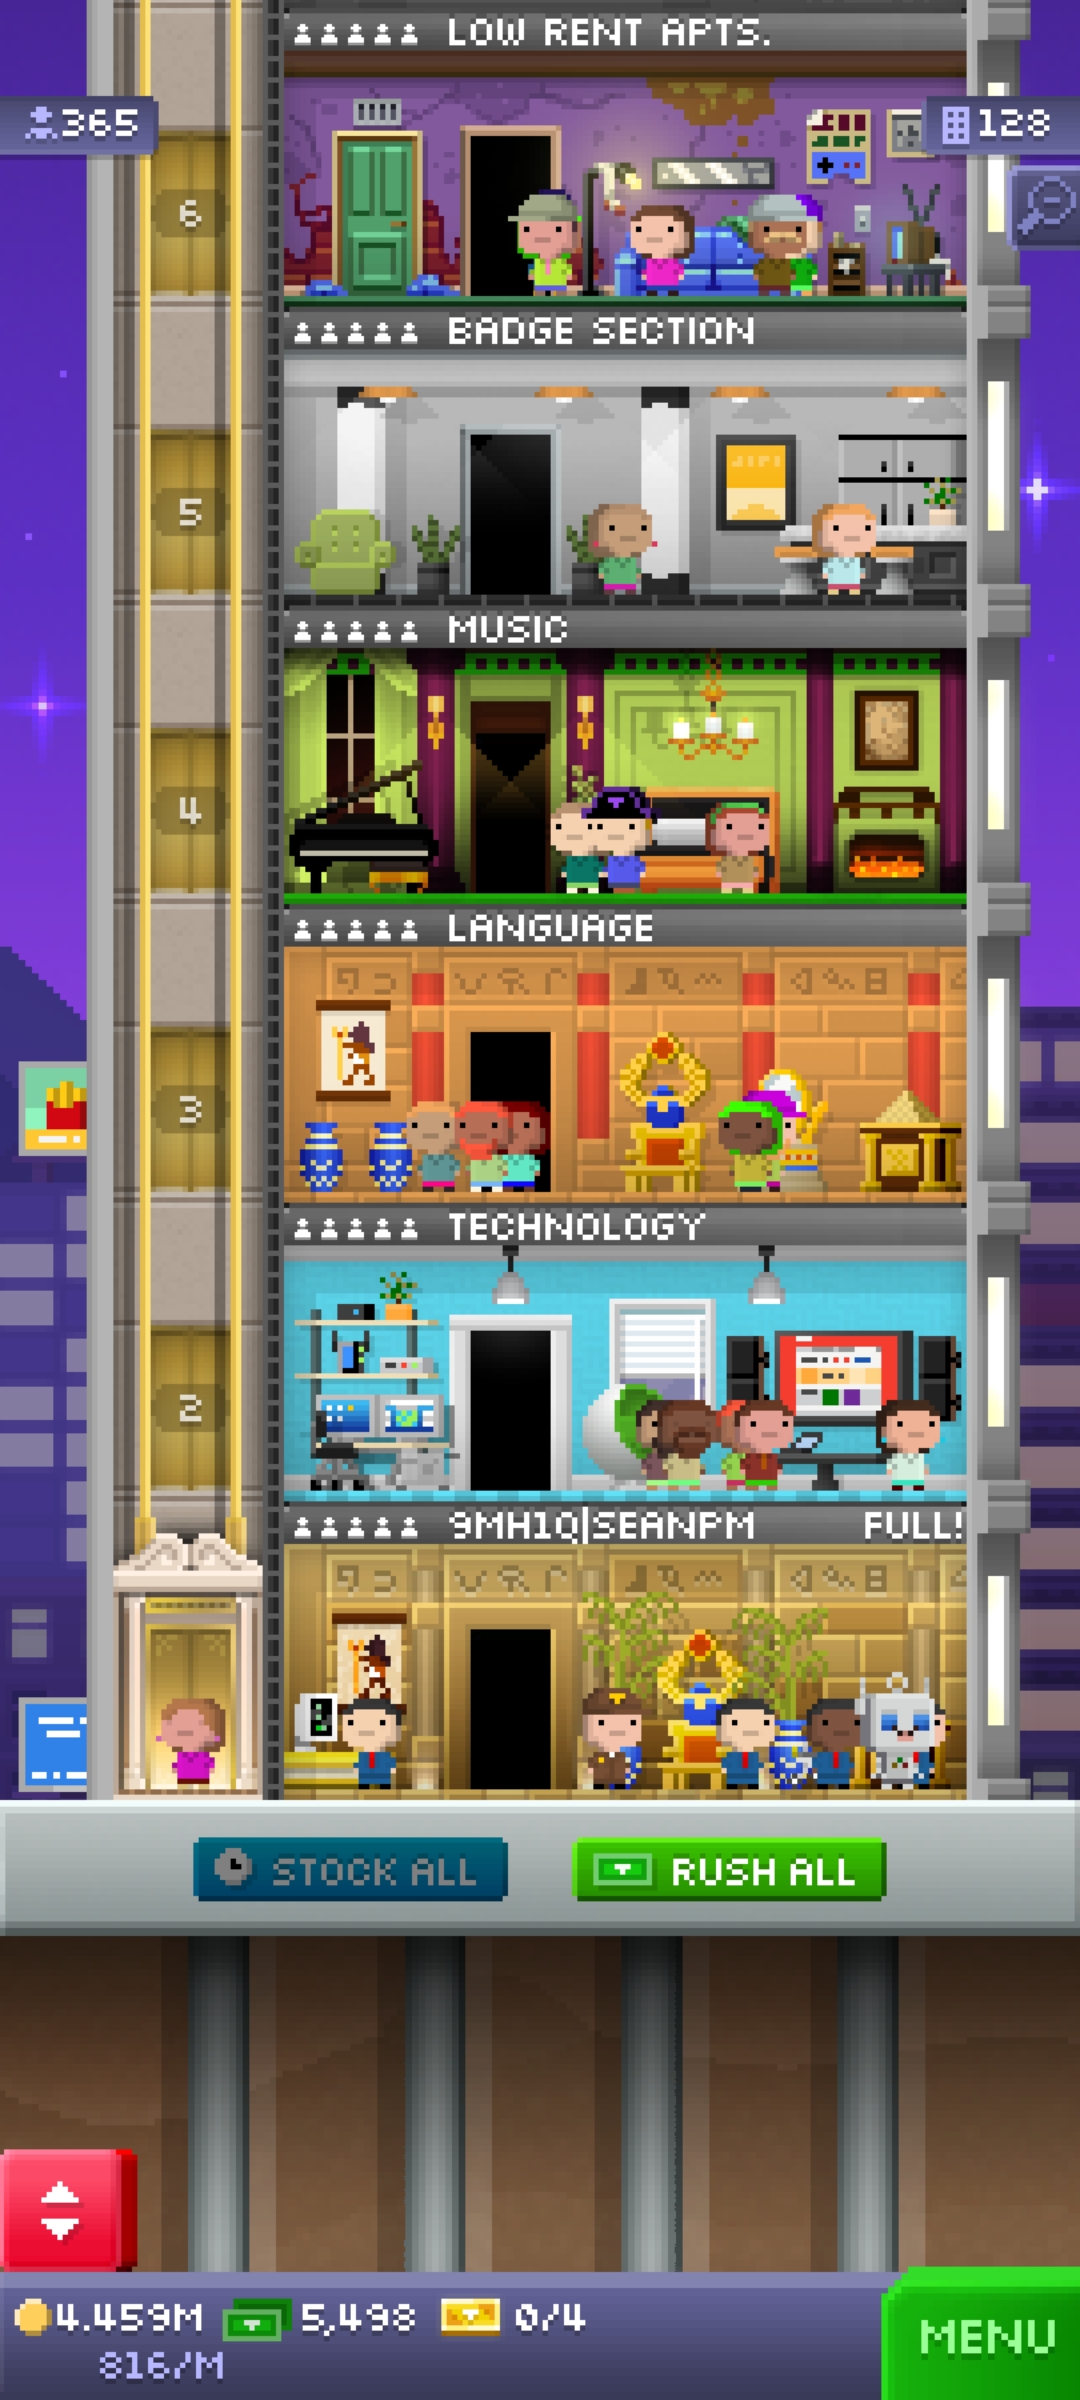 LOW RENT APTS.
365
128
6
BADGE SECTION
5
MUSIC
4
LANGUAGE
3
TECHNOLOGY
2
9MH1Q|SEANPM FULL!
STOCK ALL
RUSH ALL
4.459M 5,498 0/4
816/M
MENU